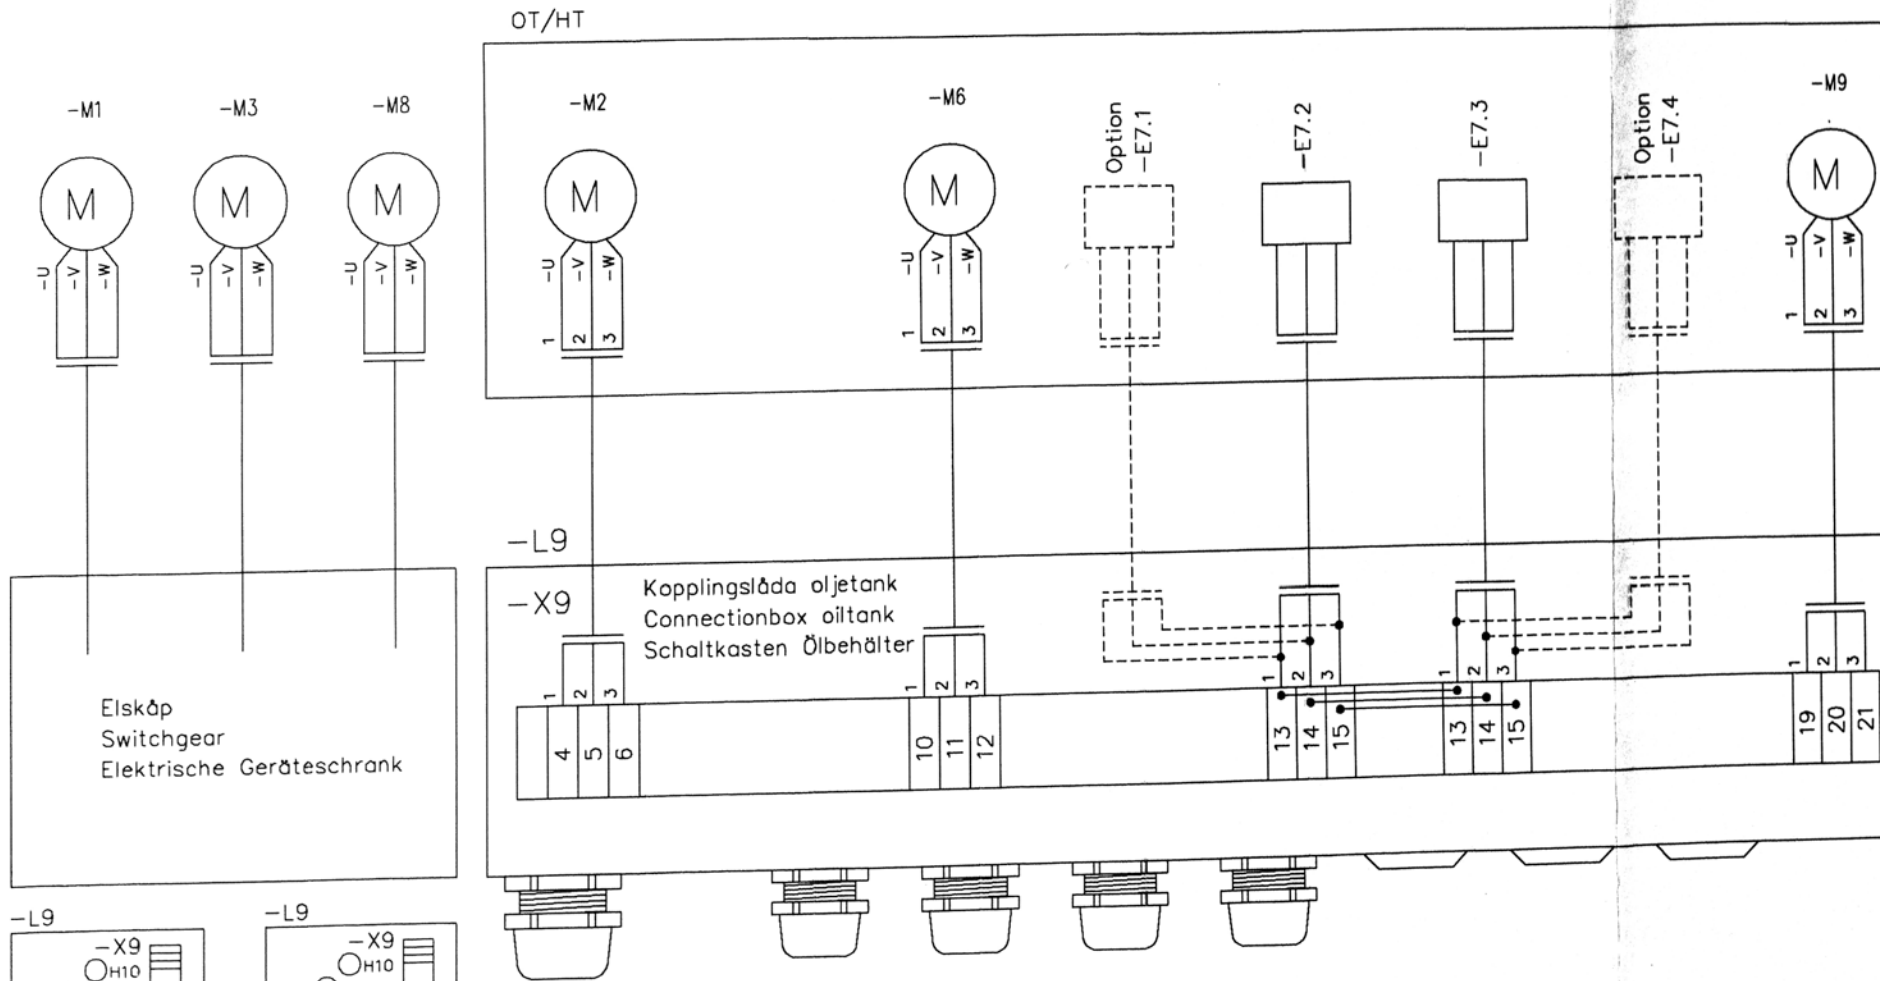 OT/HT
-M1
-M3
-M8
-M2
-M6
Option
-E7.1
-E7.2
-E7.3
Option
-E7.4
-M9
M
M
M
M
M
M
-U -V -W
-U -V -W
-U -V -W
-U -V -W
-U -V -W
-U -V -W
1 2 3
1 2 3
1 2 3
-L9
-X9
Kopplingslåda oljetank
Connectionbox oiltank
Schaltkasten Ölbehälter
1 2 3
1 2 3
1 2 3
1 2 3
1 2 3
4 5 6
10 11 12
13 14 15
13 14 15
19 20 21
Elskåp
Switchgear
Elektrische Geräteschrank
-L9
-X9
H10
-L9
-X9
H10